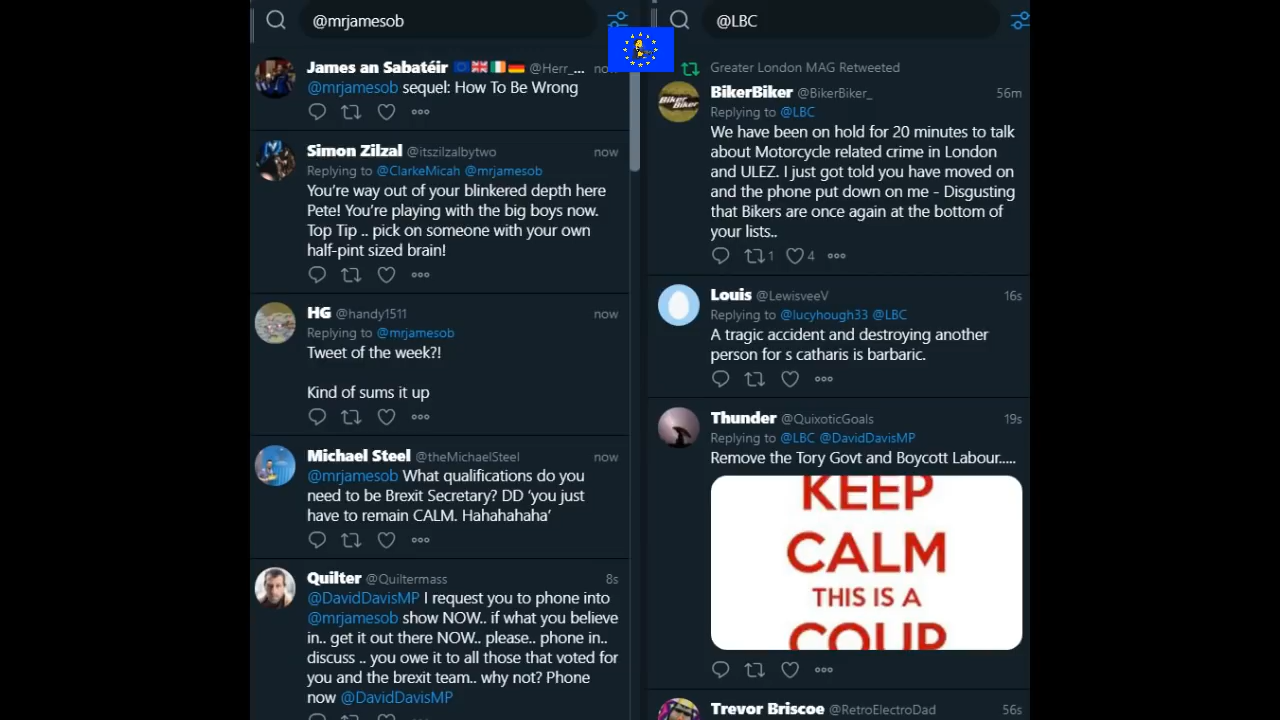 @mrjamesob
James an Sabatéir 🇪🇺🇬🇧🇮🇪🇩🇪 @Herr_... now
@mrjamesob sequel: How To Be Wrong
Simon Zilzal @itszilzalbytwo now
Replying to @ClarkeMicah @mrjamesob
You're way out of your blinkered depth here
Pete! You're playing with the big boys now.
Top Tip .. pick on someone with your own
half-pint sized brain!
HG @handy1511 now
Replying to @mrjamesob
Tweet of the week?!
Kind of sums it up
Michael Steel @theMichaelSteel now
@mrjamesob What qualifications do you
need to be Brexit Secretary? DD 'you just
have to remain CALM. Hahahahaha'
Quilter @Quiltermass 8s
@DavidDavisMP I request you to phone into
@mrjamesob show NOW.. if what you believe
in.. get it out there NOW.. please.. phone in..
discuss .. you owe it to all those that voted for
you and the brexit team.. why not? Phone
now @DavidDavisMP
@LBC
Greater London MAG Retweeted
BikerBiker @BikerBiker_ 56m
Replying to @LBC
We have been on hold for 20 minutes to talk
about Motorcycle related crime in London
and ULEZ. I just got told you have moved on
and the phone put down on me - Disgusting
that Bikers are once again at the bottom of
your lists..
1 4
Louis @LewisveeV 16s
Replying to @lucyhough33 @LBC
A tragic accident and destroying another
person for s catharis is barbaric.
Thunder @QuixoticGoals 19s
Replying to @LBC @DavidDavisMP
Remove the Tory Govt and Boycott Labour.....
KEEP
CALM
THIS IS A
COUP
Trevor Briscoe @RetroElectroDad 56s